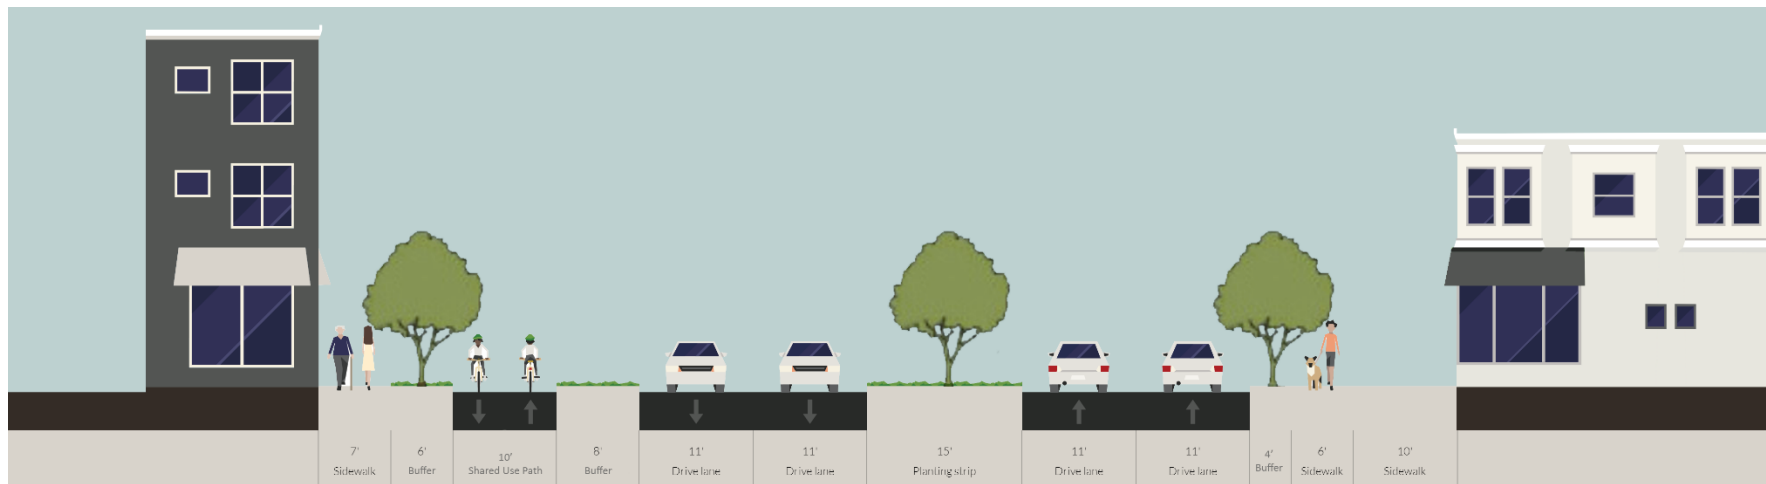 7'
Sidewalk
6'
Buffer
10'
Shared Use Path
8'
Buffer
11'
Drive lane
11'
Drive lane
15'
Planting strip
11'
Drive lane
11'
Drive lane
4'
Buffer
6'
Sidewalk
10'
Sidewalk